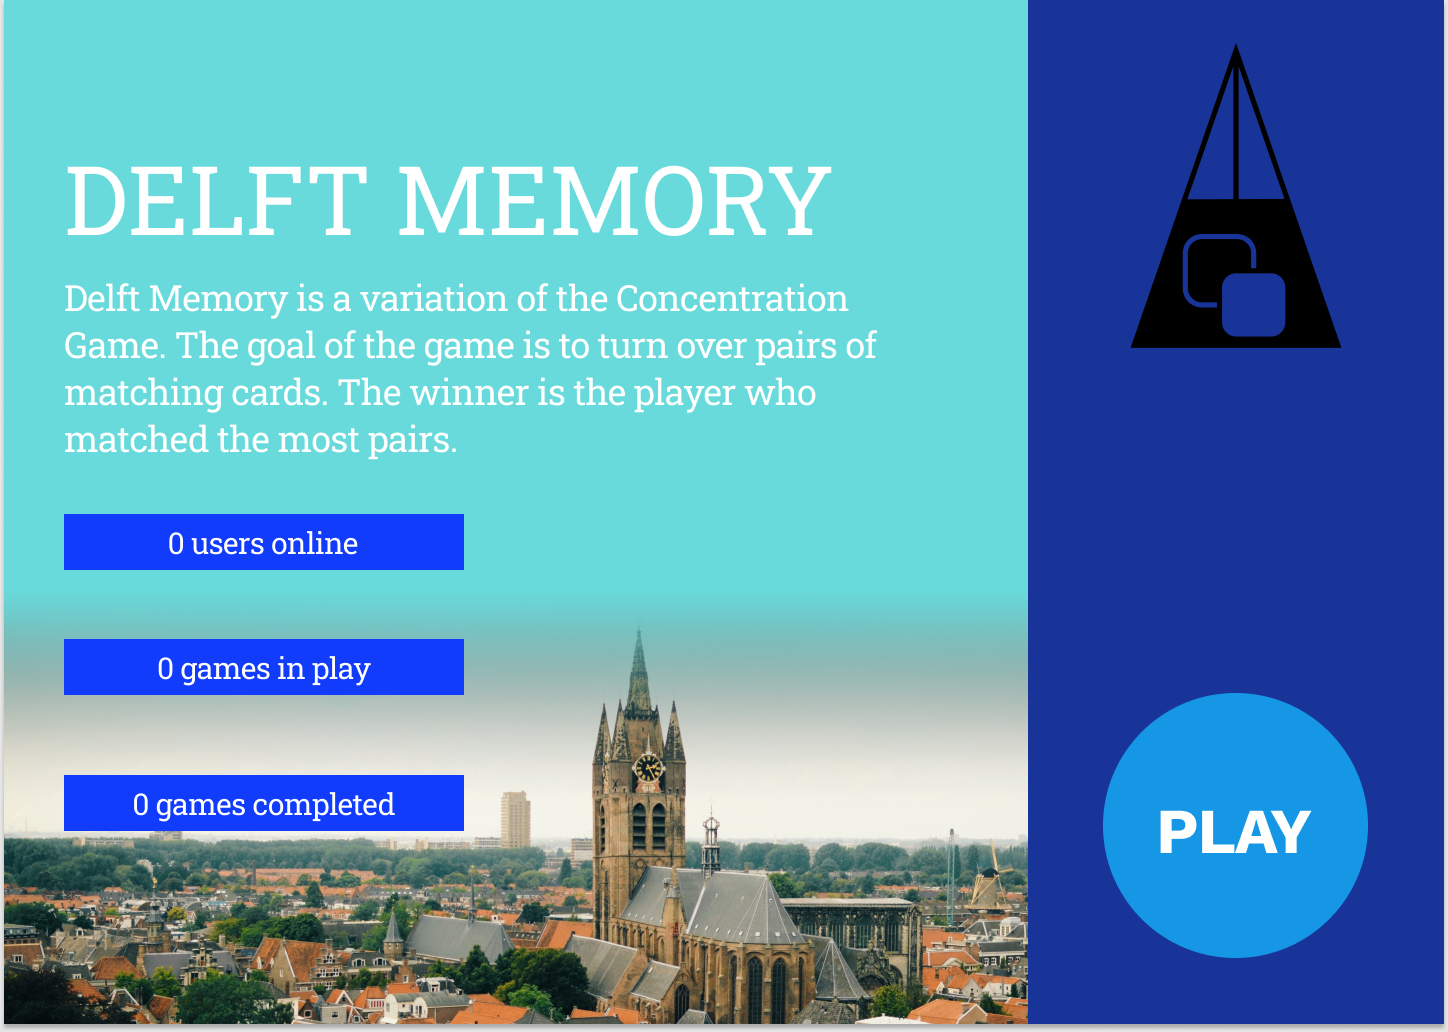 DELFT MEMORY
Delft Memory is a variation of the Concentration
Game. The goal of the game is to turn over pairs of
matching cards. The winner is the player who
matched the most pairs.
0 users online
0 games in play
0 games completed
PLAY